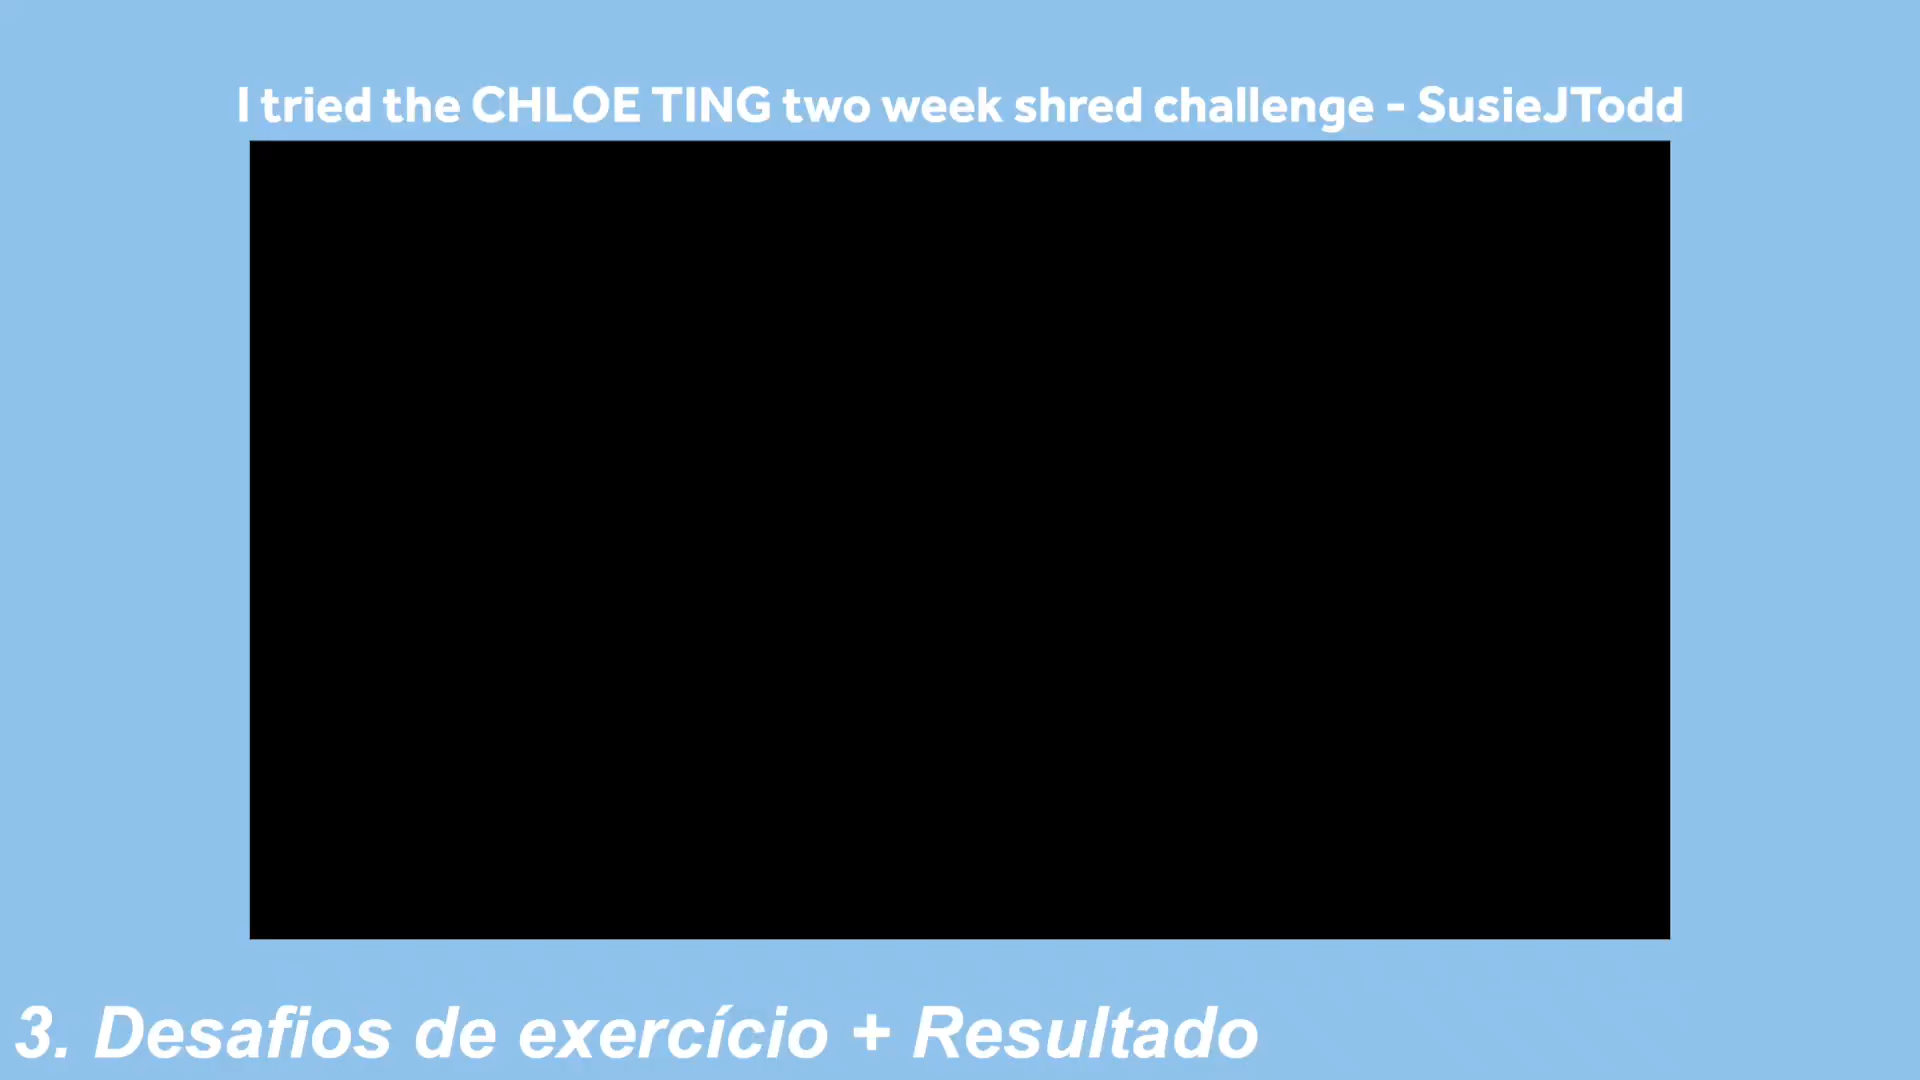 I tried the CHLOE TING two week shred challenge - SusieJTodd
3. Desafios de exercício + Resultado